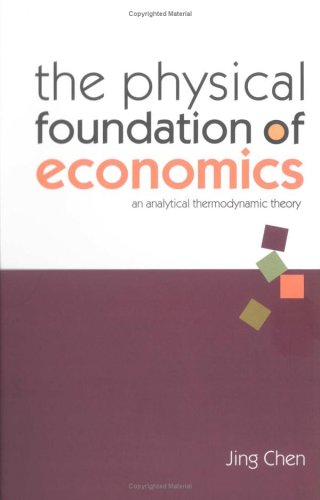 Copyrighted Material
the physical
foundation of
economics
an analytical thermodynamic theory
Jing Chen
Copyrighted Material